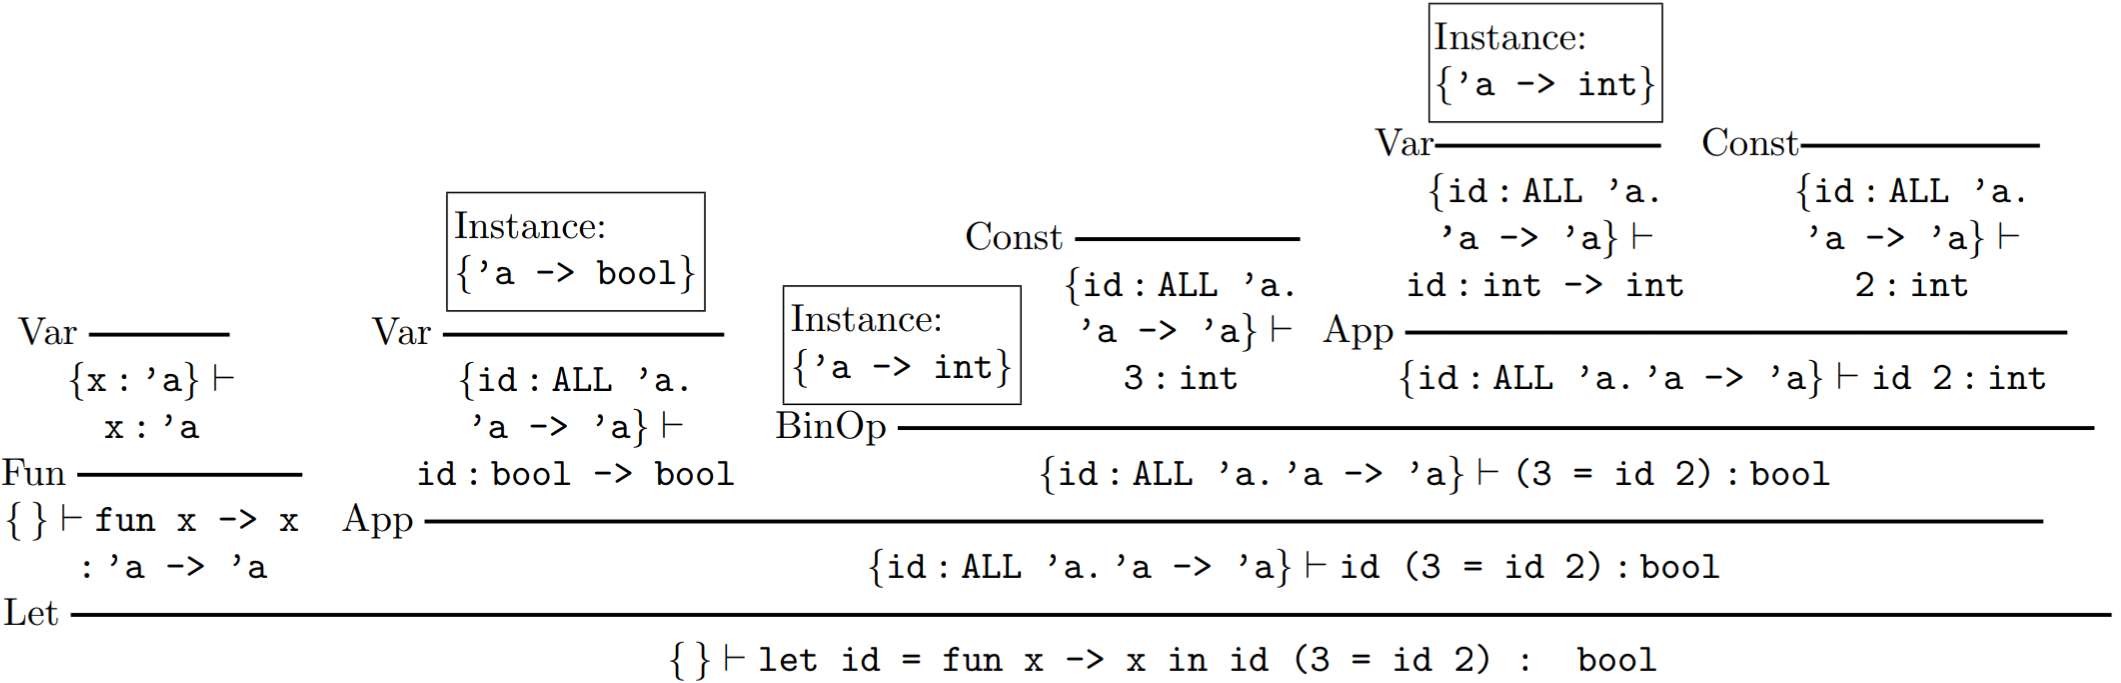 Instance:
{’a -> int}
Var
Const
{id : ALL ’a.
’a -> ’a} ⊢
id : int -> int
{id : ALL ’a.
’a -> ’a} ⊢
2 : int
Instance:
{’a -> bool}
Const
{id : ALL ’a.
’a -> ’a} ⊢
3 : int
Instance:
{’a -> int}
App
{id : ALL ’a. ’a -> ’a} ⊢ id 2 : int
Var
{x : ’a} ⊢
x : ’a
Var
{id : ALL ’a.
’a -> ’a} ⊢
id : bool -> bool
BinOp
{id : ALL ’a. ’a -> ’a} ⊢ (3 = id 2) : bool
Fun
{ } ⊢ fun x -> x
: ’a -> ’a
App
{id : ALL ’a. ’a -> ’a} ⊢ id (3 = id 2) : bool
Let
{ } ⊢ let id = fun x -> x in id (3 = id 2) : bool